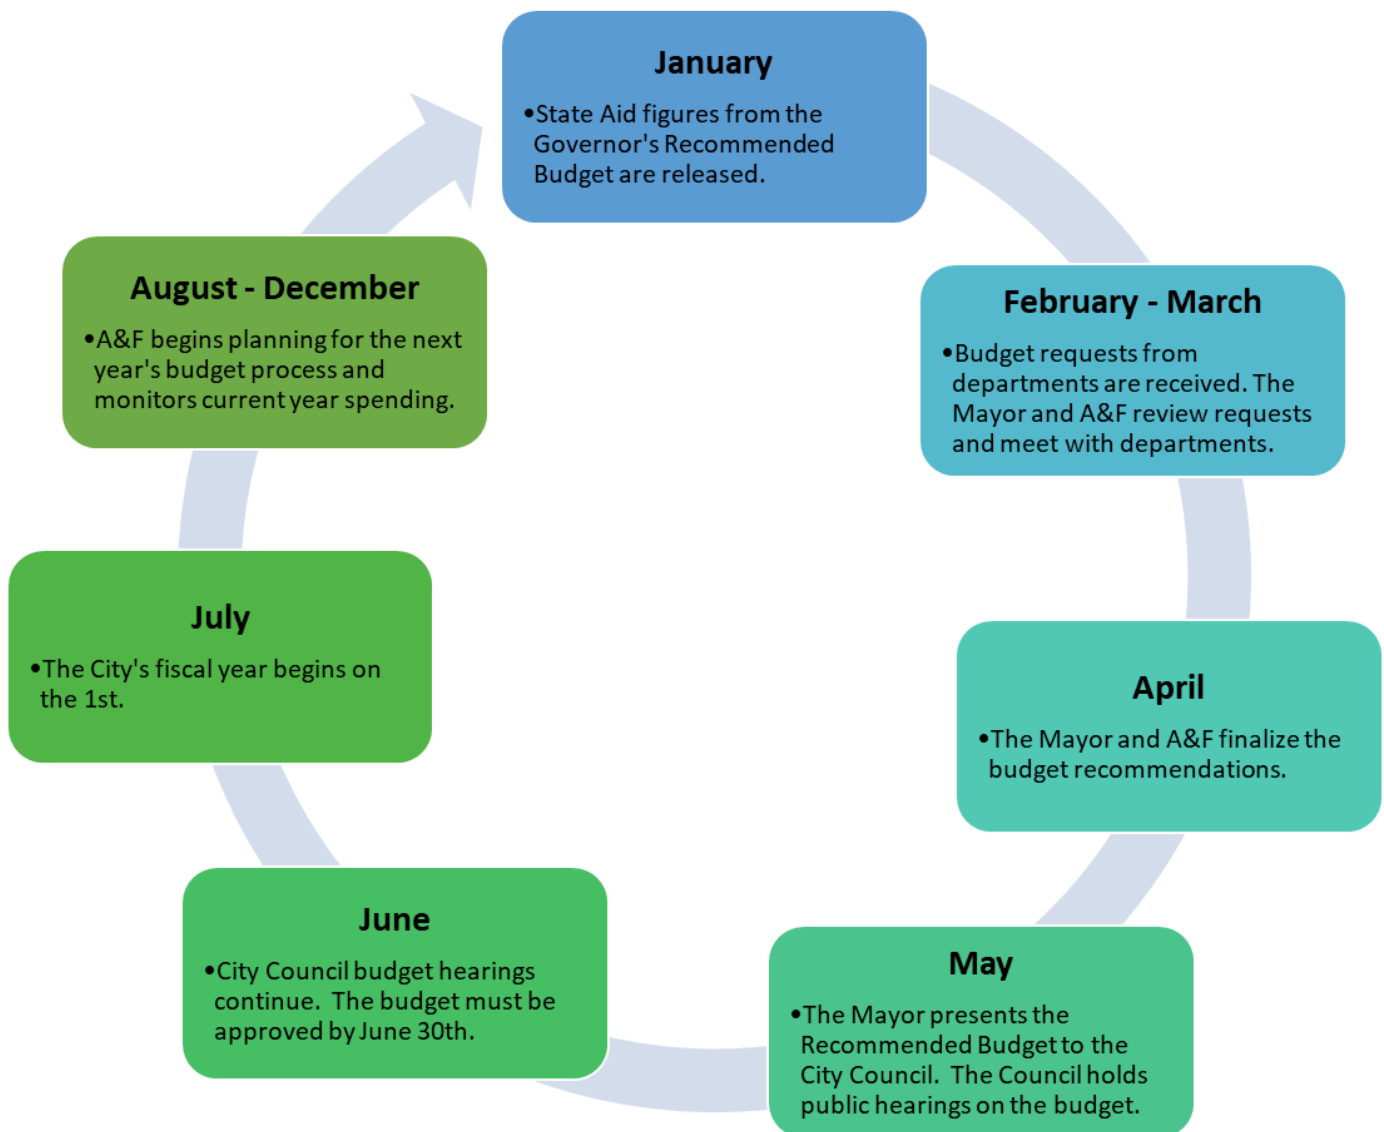 January
•State Aid figures from the
Governor's Recommended
Budget are released.
February - March
•Budget requests from
departments are received. The
Mayor and A&F review requests
and meet with departments.
April
•The Mayor and A&F finalize the
budget recommendations.
May
•The Mayor presents the
Recommended Budget to the
City Council.  The Council holds
public hearings on the budget.
June
•City Council budget hearings
continue.  The budget must be
approved by June 30th.
July
•The City's fiscal year begins on
the 1st.
August - December
•A&F begins planning for the next
year's budget process and
monitors current year spending.